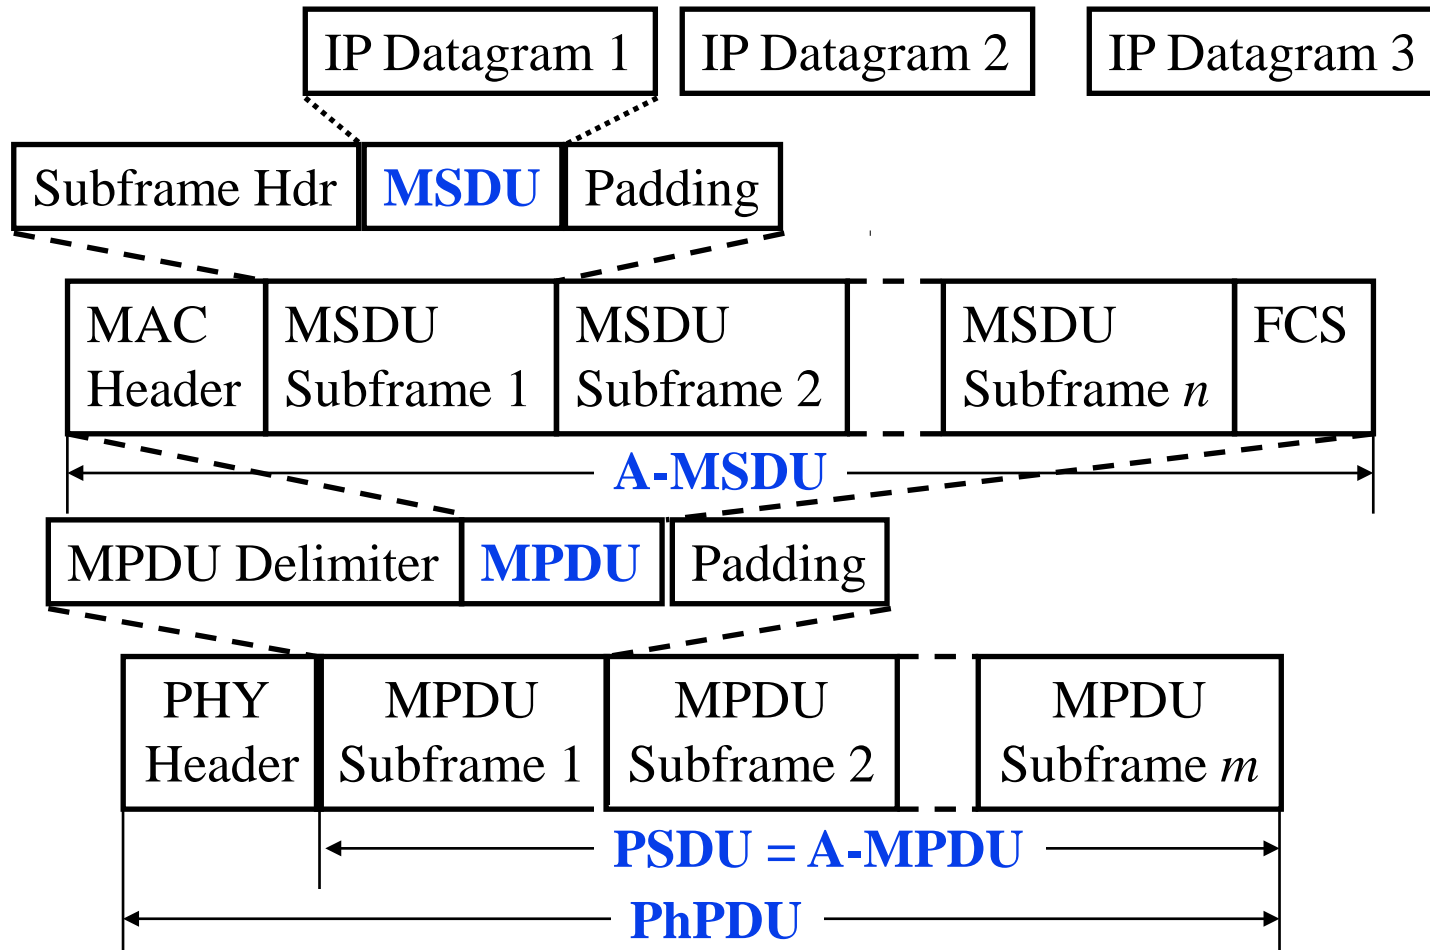 IP Datagram 1 IP Datagram 2 IP Datagram 3
Subframe Hdr MSDU Padding
MAC Header MSDU Subframe 1 MSDU Subframe 2 MSDU Subframe n FCS
A-MSDU
MPDU Delimiter MPDU Padding
PHY Header MPDU Subframe 1 MPDU Subframe 2 MPDU Subframe m
PSDU = A-MPDU
PhPDU